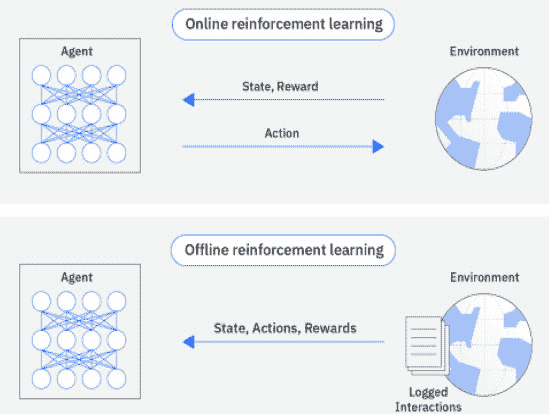 Online reinforcement learning
Agent
Environment
State, Reward
Action
Offline reinforcement learning
Agent
Environment
State, Actions, Rewards
Logged
Interactions